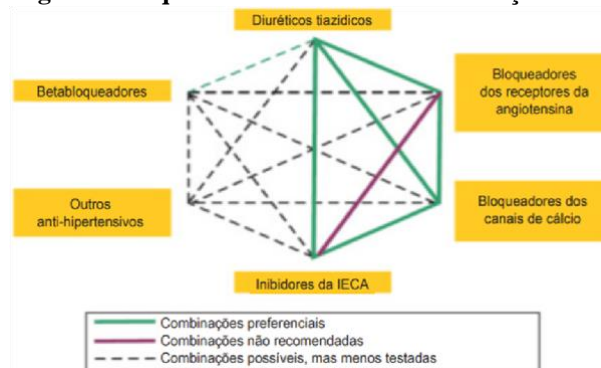 Diuréticos tiazídicos
Betabloqueadores
Bloqueadores
dos receptores da
angiotensina
Outros
anti-hipertensivos
Bloqueadores dos
canais de cálcio
Inibidores da IECA
Combinações preferenciais
Combinações não recomendadas
Combinações possíveis, mas menos testadas